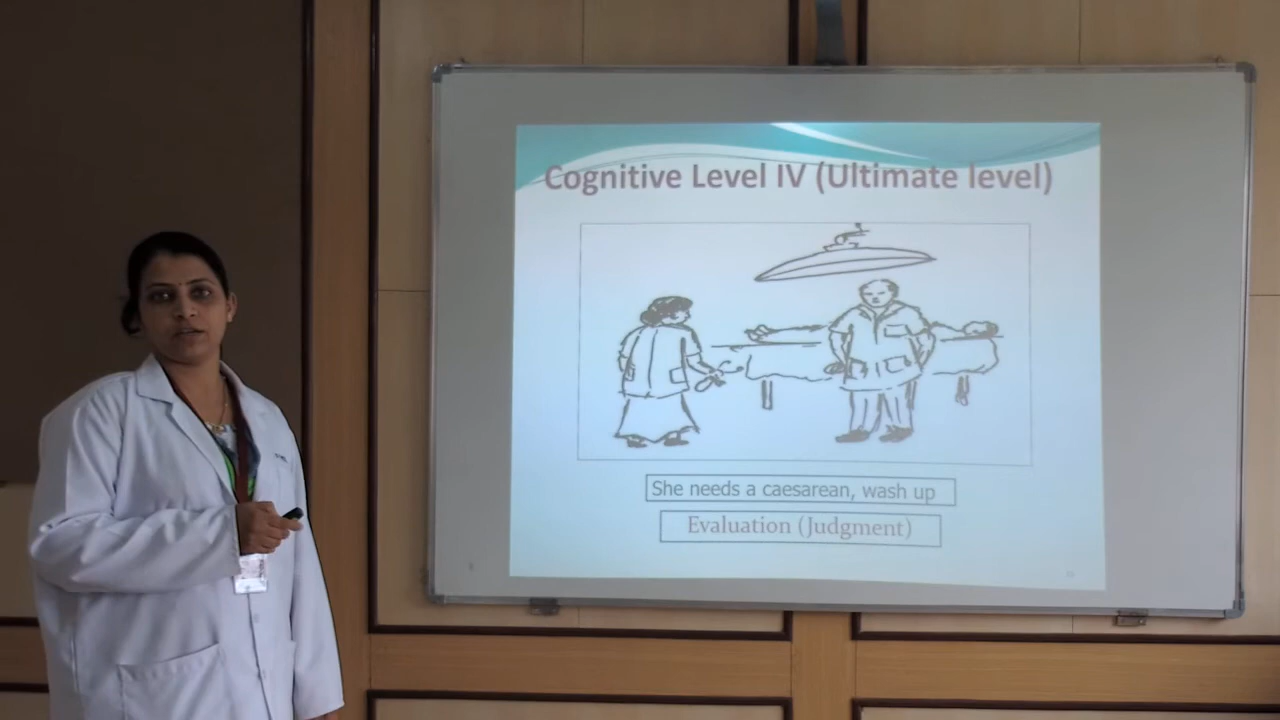 Cognitive Level IV (Ultimate level)
She needs a caesarean, wash up
Evaluation (Judgment)